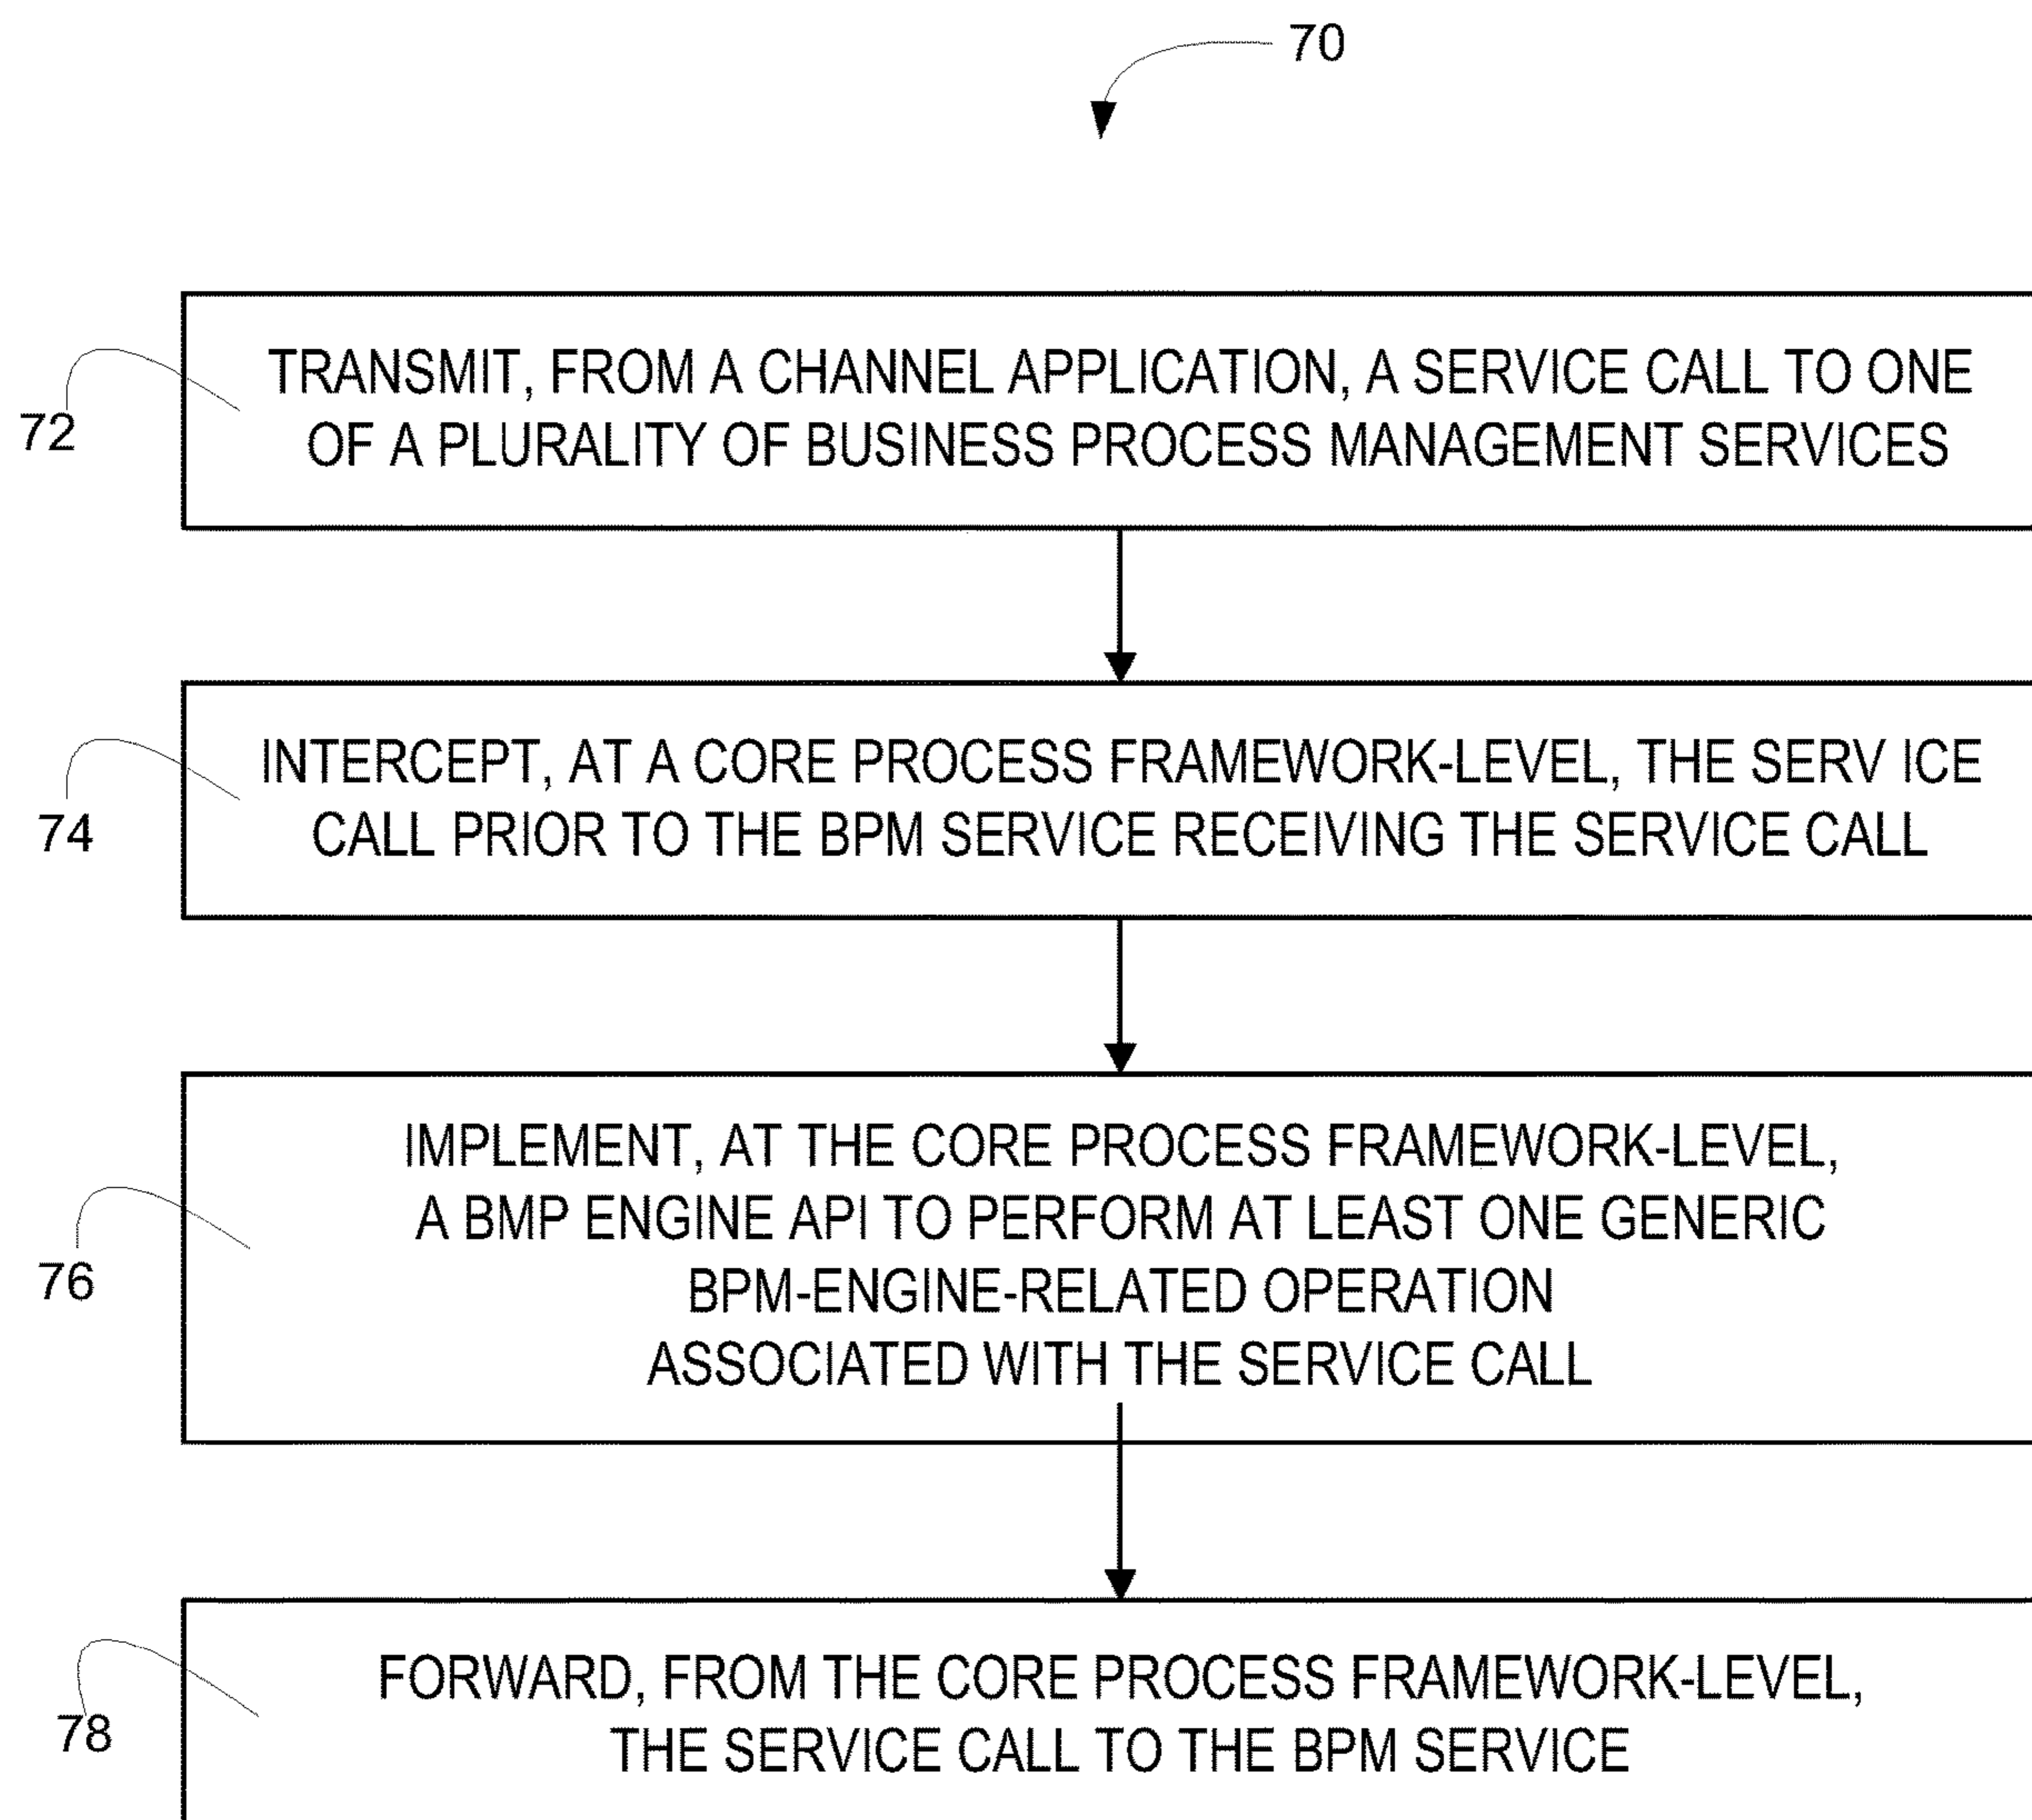 70
TRANSMIT, FROM A CHANNEL APPLICATION, A SERVICE CALL TO ONE
OF A PLURALITY OF BUSINESS PROCESS MANAGEMENT SERVICES
72
INTERCEPT, AT A CORE PROCESS FRAMEWORK-LEVEL, THE SERV ICE
CALL PRIOR TO THE BPM SERVICE RECEIVING THE SERVICE CALL
74
IMPLEMENT, AT THE CORE PROCESS FRAMEWORK-LEVEL,
A BMP ENGINE API TO PERFORM AT LEAST ONE GENERIC
BPM-ENGINE-RELATED OPERATION
ASSOCIATED WITH THE SERVICE CALL
76
FORWARD, FROM THE CORE PROCESS FRAMEWORK-LEVEL,
THE SERVICE CALL TO THE BPM SERVICE
78